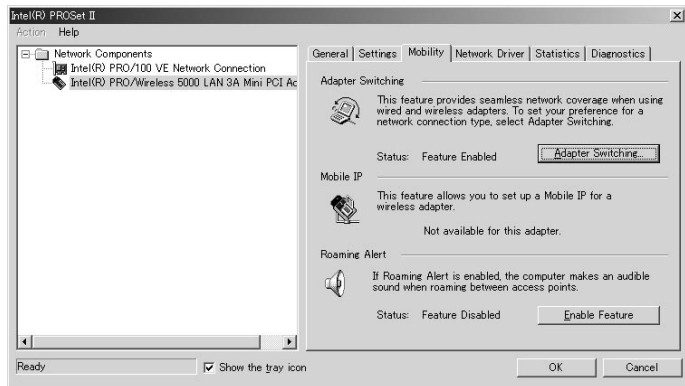 Intel(R) PROSet II
Action Help
Network Components
Intel(R) PRO/100 VE Network Connection
Intel(R) PRO/Wireless 5000 LAN 3A Mini PCI Ac
General
Settings
Mobility
Network Driver
Statistics
Diagnostics
Adapter Switching
This feature provides seamless network coverage when using
wired and wireless adapters. To set your preference for a
network connection type, select Adapter Switching.
Status: Feature Enabled
Adapter Switching...
Mobile IP
This feature allows you to set up a Mobile IP for a
wireless adapter.
Not available for this adapter.
Roaming Alert
If Roaming Alert is enabled, the computer makes an audible
sound when roaming between access points.
Status: Feature Disabled
Enable Feature
Ready
Show the tray icon
OK
Cancel